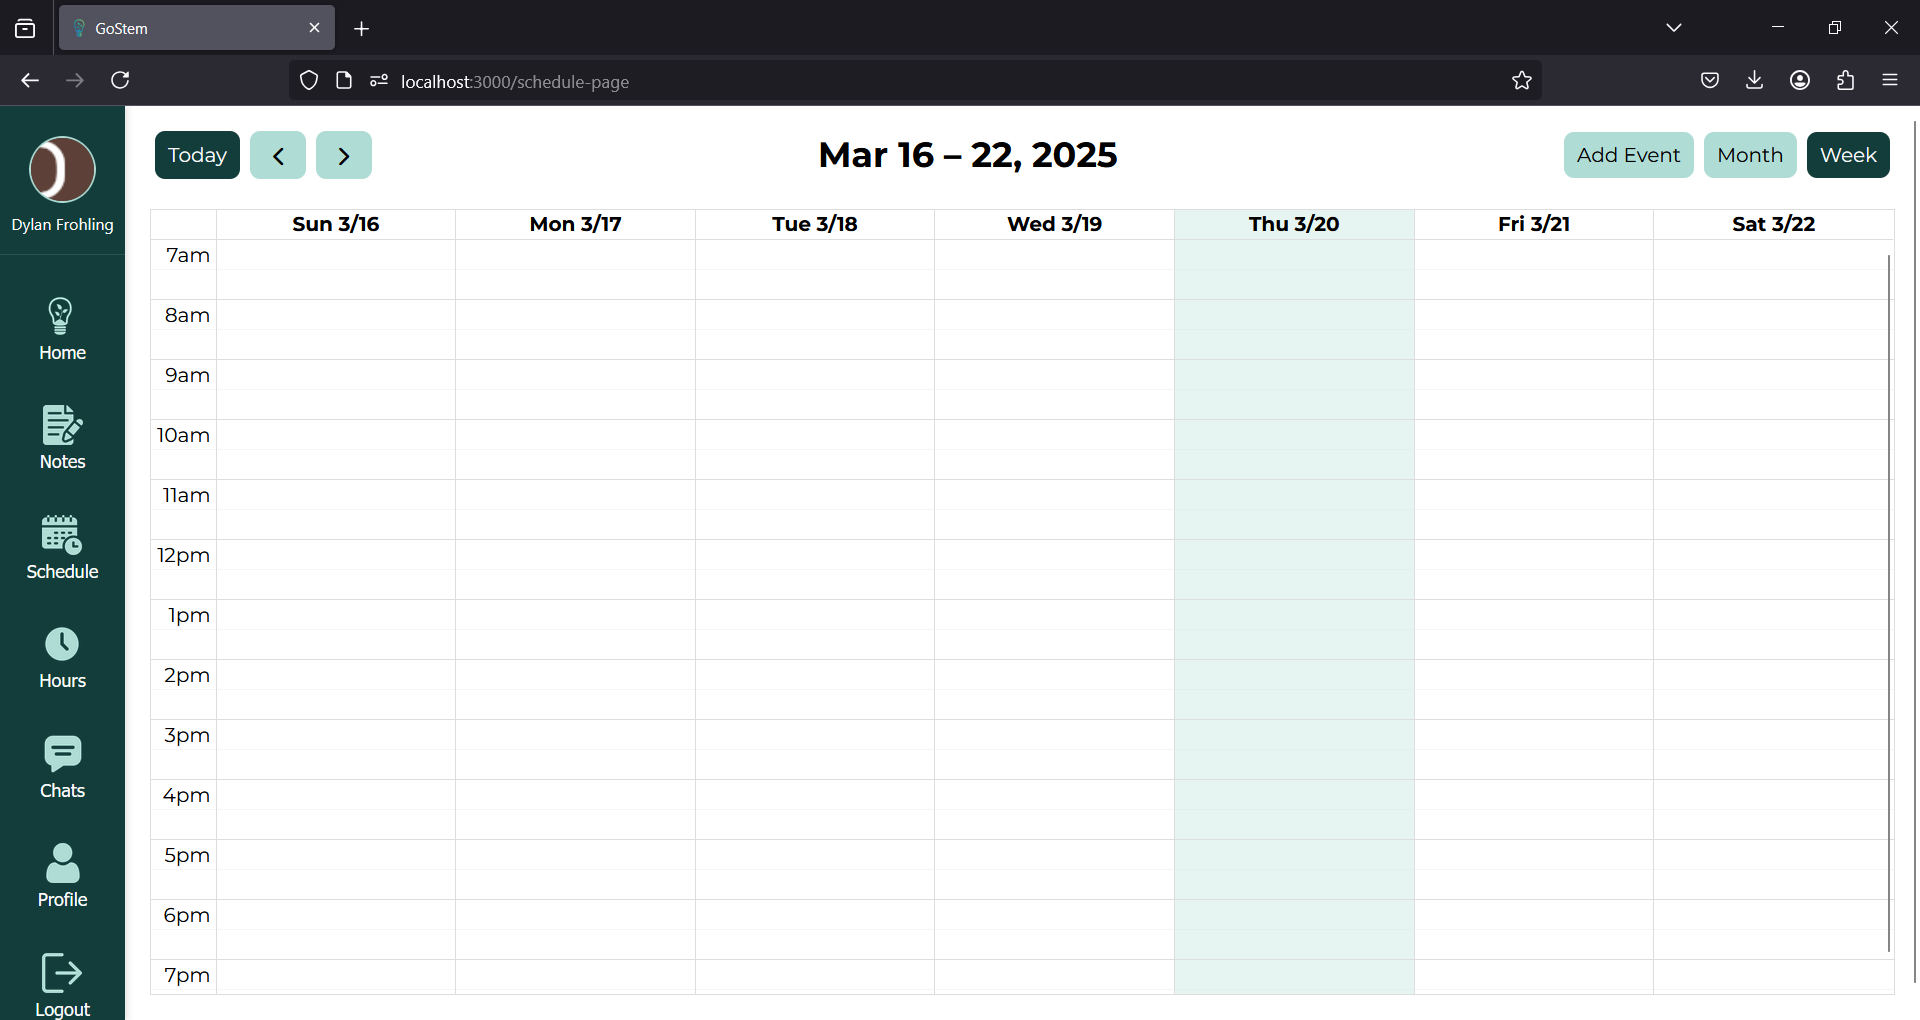 GoStem
localhost:3000/schedule-page
Dylan Frohling
Home
Notes
Schedule
Hours
Chats
Profile
Logout
Today
Mar 16 – 22, 2025
Add Event
Month
Week
Sun 3/16
Mon 3/17
Tue 3/18
Wed 3/19
Thu 3/20
Fri 3/21
Sat 3/22
7am
8am
9am
10am
11am
12pm
1pm
2pm
3pm
4pm
5pm
6pm
7pm